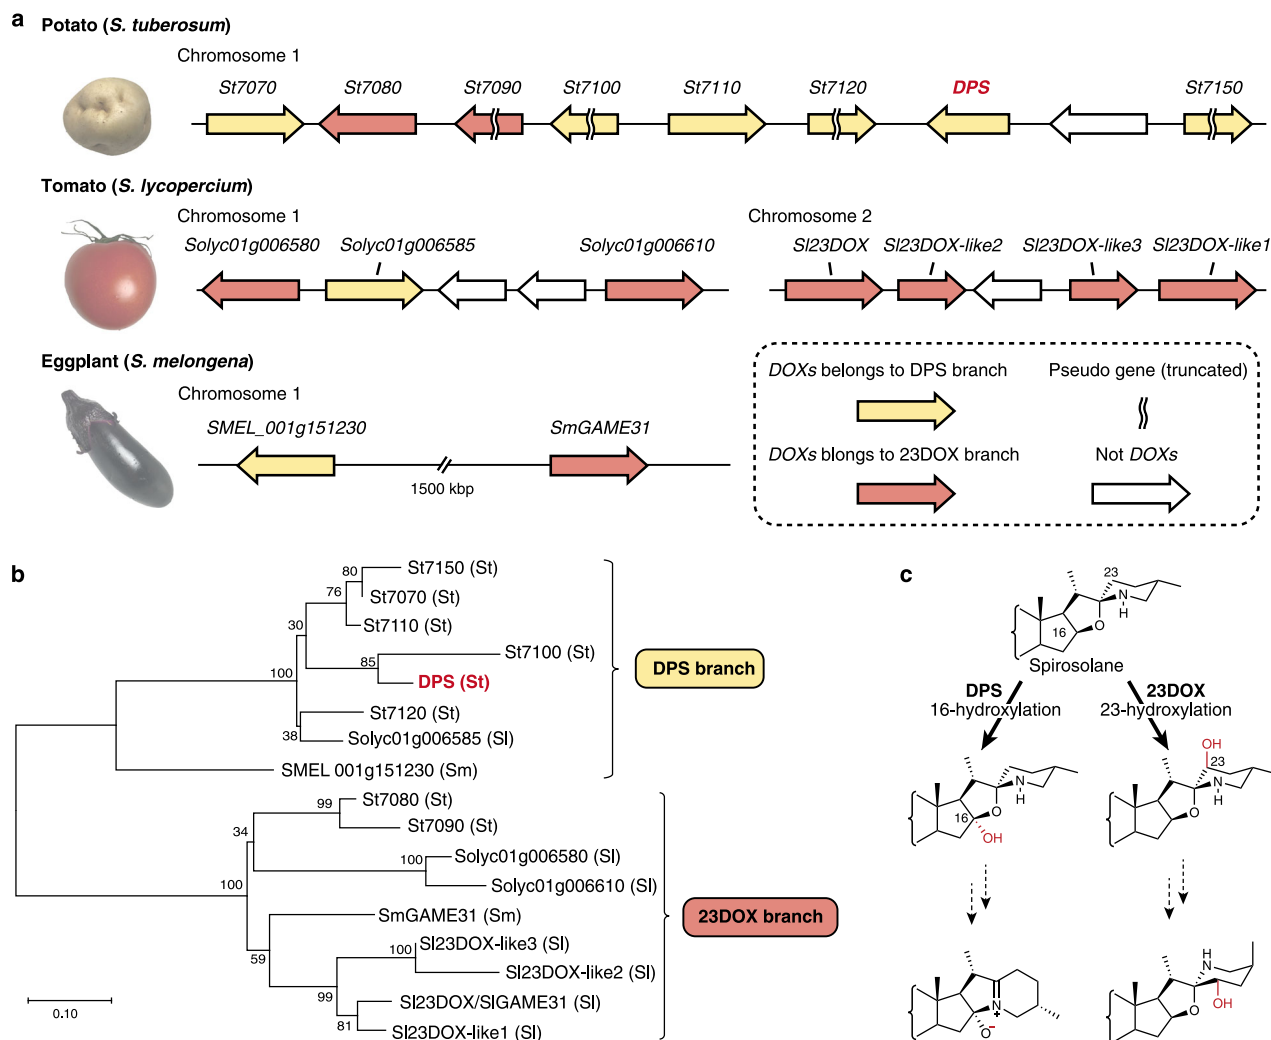 a
Potato (S. tuberosum)
Chromosome 1
St7070 St7080 St7090 St7100 St7110 St7120 DPS St7150
Tomato (S. lycopercium)
Chromosome 1 Chromosome 2
Solyc01g006580 Solyc01g006585 Solyc01g006610 Sl23DOX Sl23DOX-like2 Sl23DOX-like3 Sl23DOX-like1
Eggplant (S. melongena)
Chromosome 1
SMEL_001g151230 SmGAME31
1500 kbp
DOXs belongs to DPS branch Pseudo gene (truncated)
DOXs blongs to 23DOX branch Not DOXs
b
St7150 (St)
80
St7070 (St)
76
St7110 (St)
30
St7100 (St)
85
DPS (St)
100
St7120 (St)
38
Solyc01g006585 (Sl)
SMEL 001g151230 (Sm)
DPS branch
St7080 (St)
99
St7090 (St)
34
Solyc01g006580 (Sl)
100
Solyc01g006610 (Sl)
100
SmGAME31 (Sm)
59
Sl23DOX-like3 (Sl)
100
Sl23DOX-like2 (Sl)
99
Sl23DOX/SlGAME31 (Sl)
81
Sl23DOX-like1 (Sl)
23DOX branch
0.10
c
23
N
H
O
16
Spirosolane
DPS 23DOX
16-hydroxylation 23-hydroxylation
OH
23
N
H
O
16
OH
N
H
O
N
+
O−
H
N
O
OH